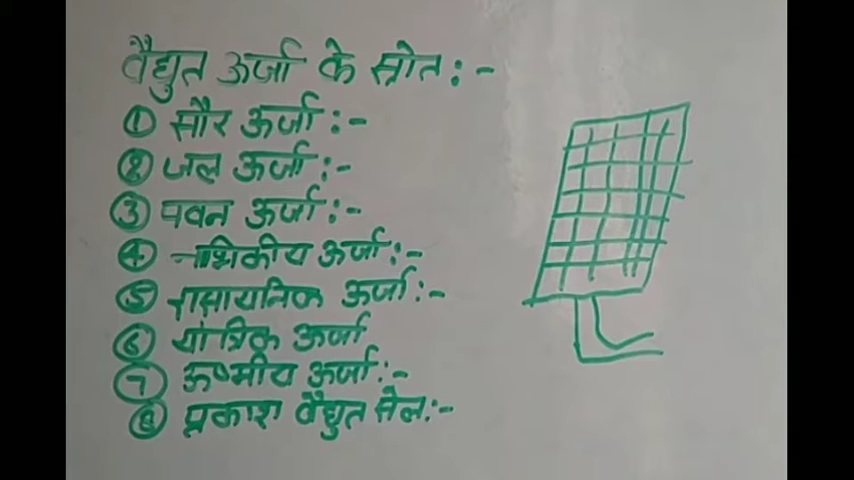 वैद्युत ऊर्जा के स्रोत:-
① सौर ऊर्जा:-
② जल ऊर्जा:-
③ पवन ऊर्जा:-
④ नाभिकीय ऊर्जा:-
⑤ रासायनिक ऊर्जा:-
⑥ यांत्रिक ऊर्जा
⑦ ऊष्मीय ऊर्जा:-
⑧ प्रकाश वैद्युत सेल:-